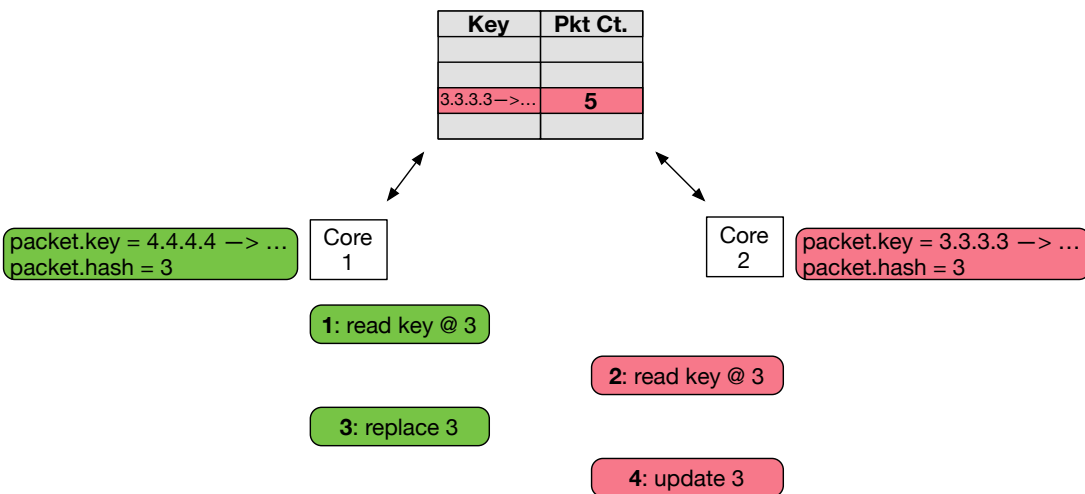 Key Pkt Ct.
3.3.3.3—>... 5
packet.key = 4.4.4.4 —> ...
packet.hash = 3
Core
1
Core
2
packet.key = 3.3.3.3 —> ...
packet.hash = 3
1: read key @ 3
2: read key @ 3
3: replace 3
4: update 3